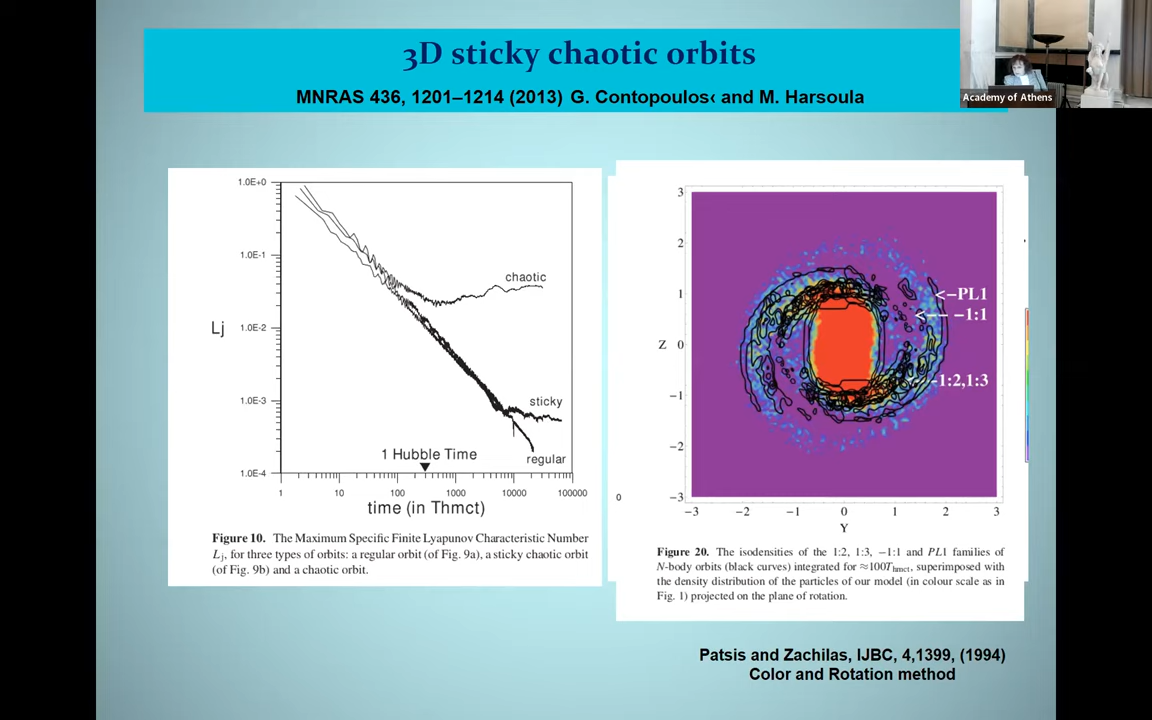 3D sticky chaotic orbits
MNRAS 436, 1201–1214 (2013) G. Contopoulos‹ and M. Harsoula
Academy of Athens
1.0E+0
1.0E-1
1.0E-2
1.0E-3
1.0E-4
Lj
chaotic
sticky
regular
1 Hubble Time
1 10 100 1000 10000 100000
time (in Thmct)
Figure 10. The Maximum Specific Finite Lyapunov Characteristic Number
Lj, for three types of orbits: a regular orbit (of Fig. 9a), a sticky chaotic orbit
(of Fig. 9b) and a chaotic orbit.
3
2
1
Z 0
−1
−2
−3
<−PL1
<− −1:1
−1:2,1:3
0
−3 −2 −1 0 1 2 3
Y
Figure 20. The isodensities of the 1:2, 1:3, −1:1 and PL1 families of
N-body orbits (black curves) integrated for ≈100Thmct, superimposed with
the density distribution of the particles of our model (in colour scale as in
Fig. 1) projected on the plane of rotation.
Patsis and Zachilas, IJBC, 4,1399, (1994)
Color and Rotation method